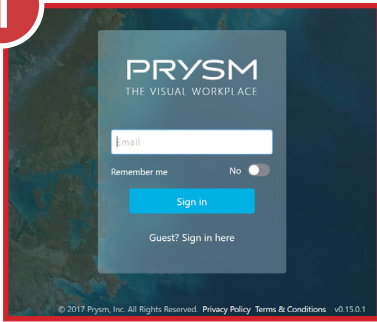 PRYSM
THE VISUAL WORKPLACE
Email
Remember me No
Sign in
Guest? Sign in here
© 2017 Prysm, Inc. All Rights Reserved. Privacy Policy Terms & Conditions v0.15.0.1